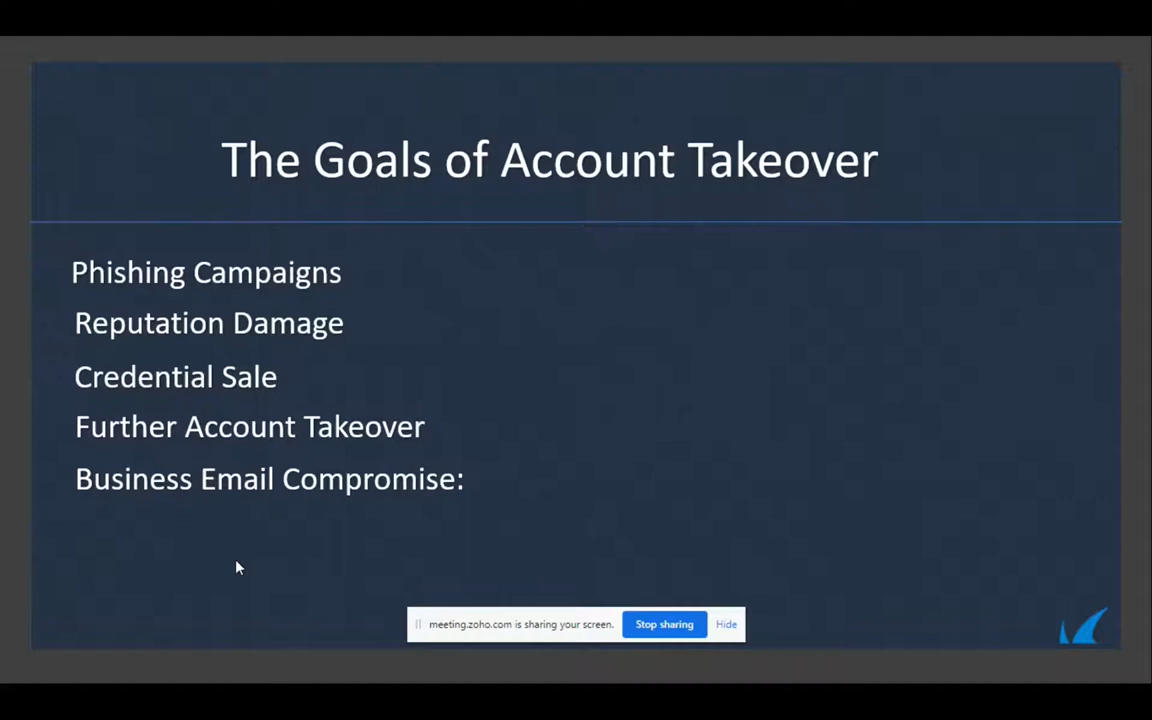 The Goals of Account Takeover
Phishing Campaigns
Reputation Damage
Credential Sale
Further Account Takeover
Business Email Compromise:
meeting.zoho.com is sharing your screen. Stop sharing Hide